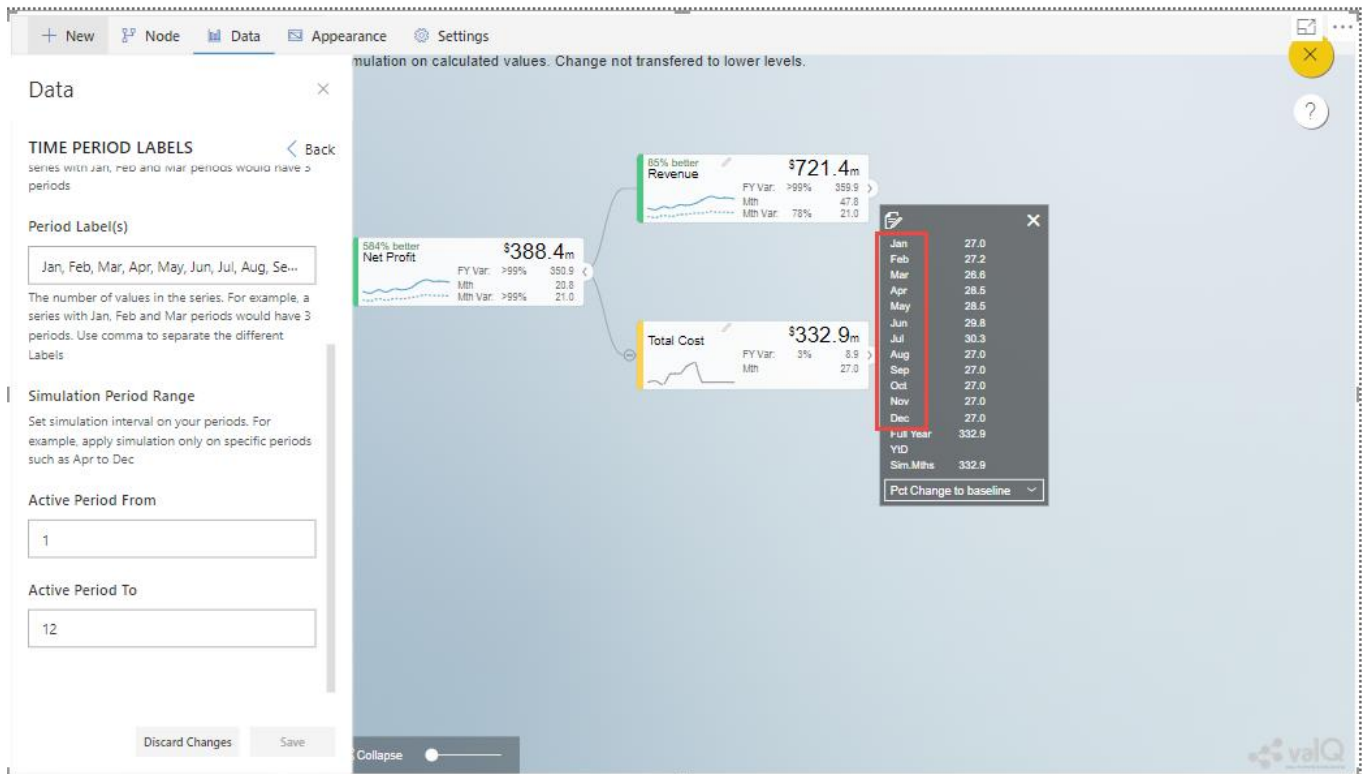 New Node Data Appearance Settings
mulation on calculated values. Change not transfered to lower levels.
Data
TIME PERIOD LABELS
Back
series with Jan, Feb and Mar periods would have 3
periods
Period Label(s)
Jan, Feb, Mar, Apr, May, Jun, Jul, Aug, Se...
The number of values in the series. For example, a
series with Jan, Feb and Mar periods would have 3
periods. Use comma to separate the different
Labels
Simulation Period Range
Set simulation interval on your periods. For
example, apply simulation only on specific periods
such as Apr to Dec
Active Period From
1
Active Period To
12
Discard Changes Save
584% better
Net Profit
$388.4m
FY Var. >99% 350.9
Mth 20.8
Mth Var. >99% 21.0
85% better
Revenue
$721.4m
FY Var. >99% 359.9
Mth 47.8
Mth Var. 78% 21.0
Total Cost
$332.9m
FY Var. 3% 8.9
Mth 27.0
Jan 27.0
Feb 27.2
Mar 26.6
Apr 28.5
May 28.5
Jun 29.8
Jul 30.3
Aug 27.0
Sep 27.0
Oct 27.0
Nov 27.0
Dec 27.0
Full Year 332.9
YtD
Sim.Mths 332.9
Pct Change to baseline
?
Collapse
valQ